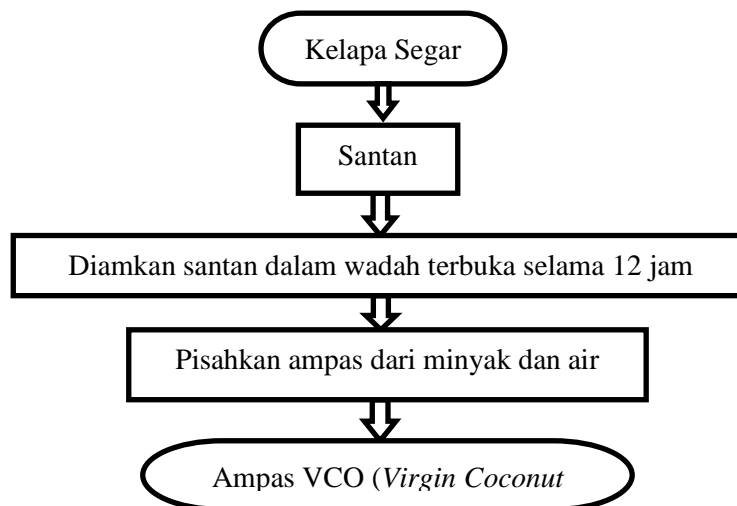 Kelapa Segar
Santan
Diamkan santan dalam wadah terbuka selama 12 jam
Pisahkan ampas dari minyak dan air
Ampas VCO (Virgin Coconut